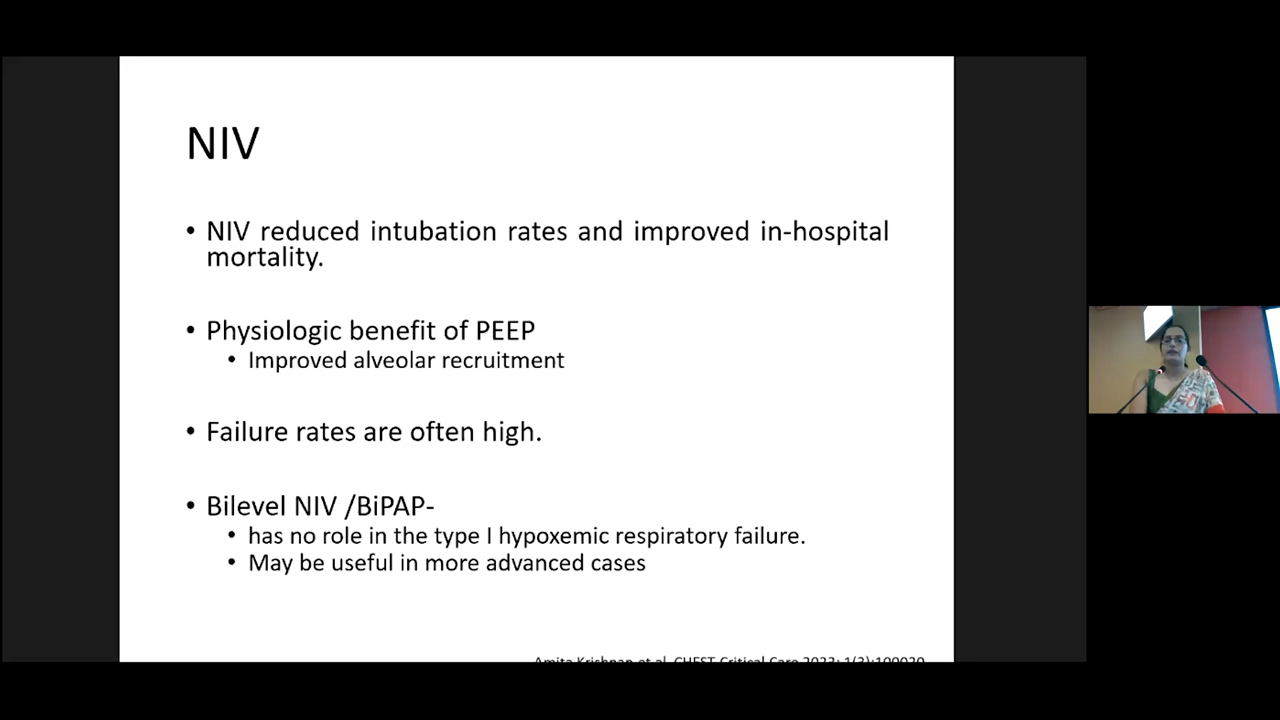 NIV
• NIV reduced intubation rates and improved in-hospital
mortality.
• Physiologic benefit of PEEP
• Improved alveolar recruitment
• Failure rates are often high.
• Bilevel NIV /BiPAP-
• has no role in the type I hypoxemic respiratory failure.
• May be useful in more advanced cases
Amita Krishnan et al. CHEST Critical Care 2023; 1(3):100020